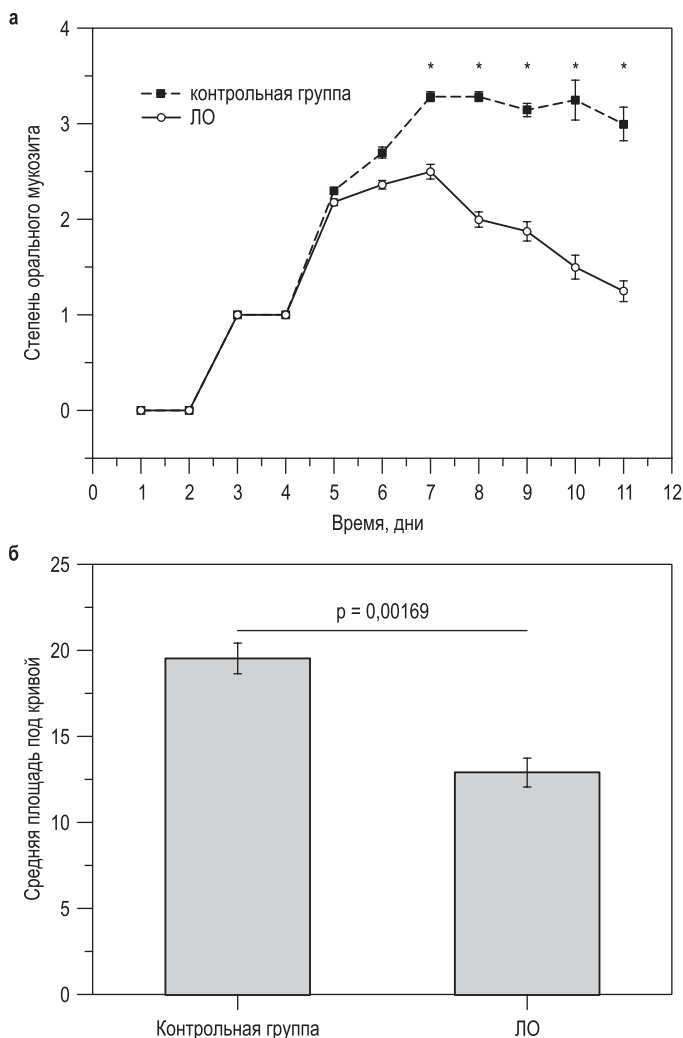 а
Степень орального мукозита
4
3
2
1
0
контрольная группа
ЛО
* * * * *
0 1 2 3 4 5 6 7 8 9 10 11 12
Время, дни
б
Средняя площадь под кривой
25
20
15
10
5
0
p = 0,00169
Контрольная группа ЛО